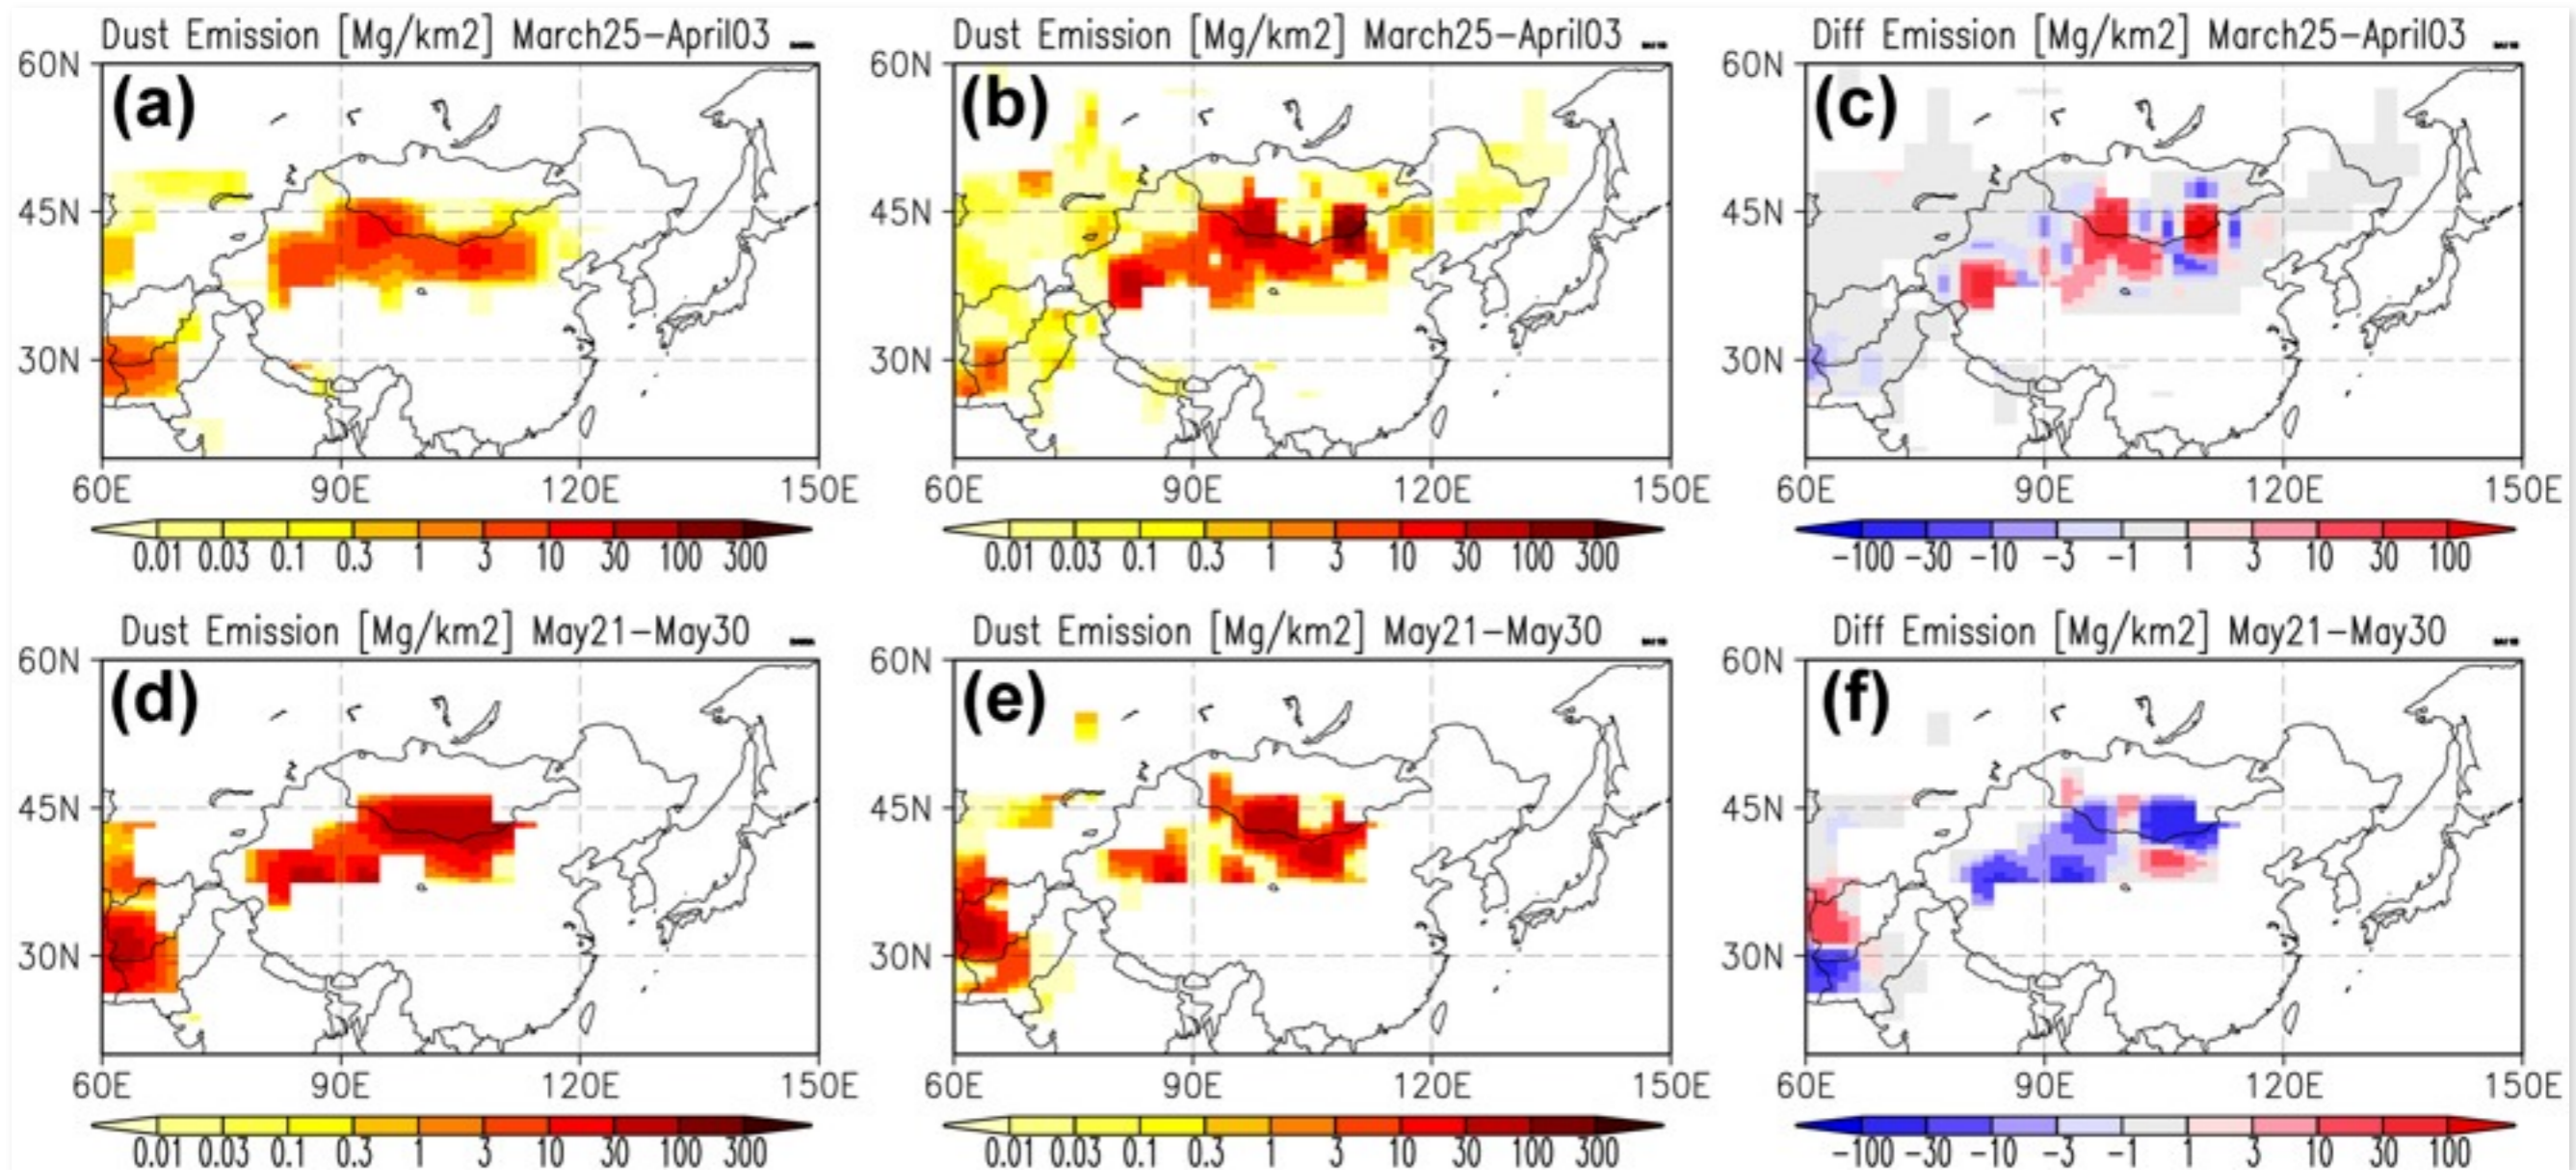 Dust Emission [Mg/km2] March25-April03
Dust Emission [Mg/km2] March25-April03
Diff Emission [Mg/km2] March25-April03
(a)
(b)
(c)
60N
45N
30N
60E 90E 120E 150E
60N
45N
30N
60E 90E 120E 150E
60N
45N
30N
60E 90E 120E 150E
0.01 0.03 0.1 0.3 1 3 10 30 100 300
0.01 0.03 0.1 0.3 1 3 10 30 100 300
-100 -30 -10 -3 -1 1 3 10 30 100
Dust Emission [Mg/km2] May21-May30
Dust Emission [Mg/km2] May21-May30
Diff Emission [Mg/km2] May21-May30
(d)
(e)
(f)
60N
45N
30N
60E 90E 120E 150E
60N
45N
30N
60E 90E 120E 150E
60N
45N
30N
60E 90E 120E 150E
0.01 0.03 0.1 0.3 1 3 10 30 100 300
0.01 0.03 0.1 0.3 1 3 10 30 100 300
-100 -30 -10 -3 -1 1 3 10 30 100